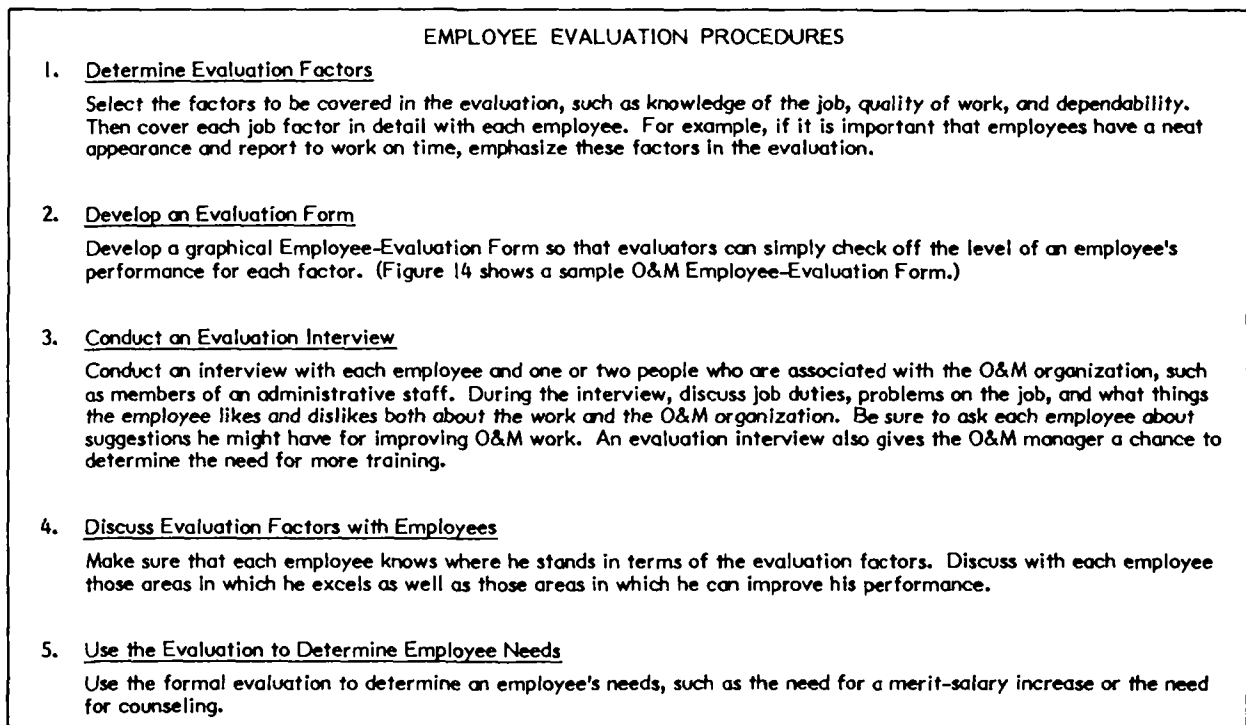 EMPLOYEE EVALUATION PROCEDURES
1. Determine Evaluation Factors
Select the factors to be covered in the evaluation, such as knowledge of the job, quality of work, and dependability.
Then cover each job factor in detail with each employee. For example, if it is important that employees have a neat
appearance and report to work on time, emphasize these factors in the evaluation.
2. Develop an Evaluation Form
Develop a graphical Employee-Evaluation Form so that evaluators can simply check off the level of an employee's
performance for each factor. (Figure 14 shows a sample O&M Employee-Evaluation Form.)
3. Conduct an Evaluation Interview
Conduct an interview with each employee and one or two people who are associated with the O&M organization, such
as members of an administrative staff. During the interview, discuss job duties, problems on the job, and what things
the employee likes and dislikes both about the work and the O&M organization. Be sure to ask each employee about
suggestions he might have for improving O&M work. An evaluation interview also gives the O&M manager a chance to
determine the need for more training.
4. Discuss Evaluation Factors with Employees
Make sure that each employee knows where he stands in terms of the evaluation factors. Discuss with each employee
those areas in which he excels as well as those areas in which he can improve his performance.
5. Use the Evaluation to Determine Employee Needs
Use the formal evaluation to determine an employee's needs, such as the need for a merit-salary increase or the need
for counseling.